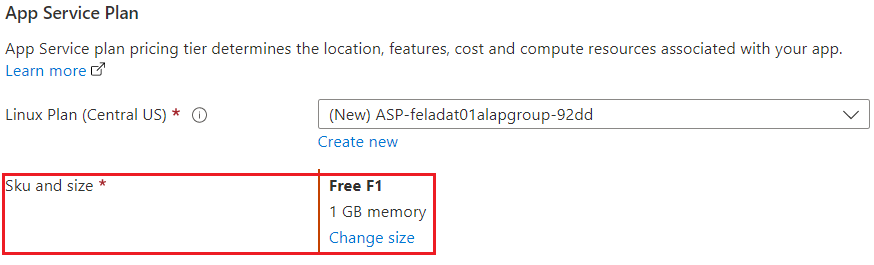 App Service Plan
App Service plan pricing tier determines the location, features, cost and compute resources associated with your app.
Learn more
Linux Plan (Central US) *
(New) ASP-feladat01alapgroup-92dd
Create new
Sku and size *
Free F1
1 GB memory
Change size